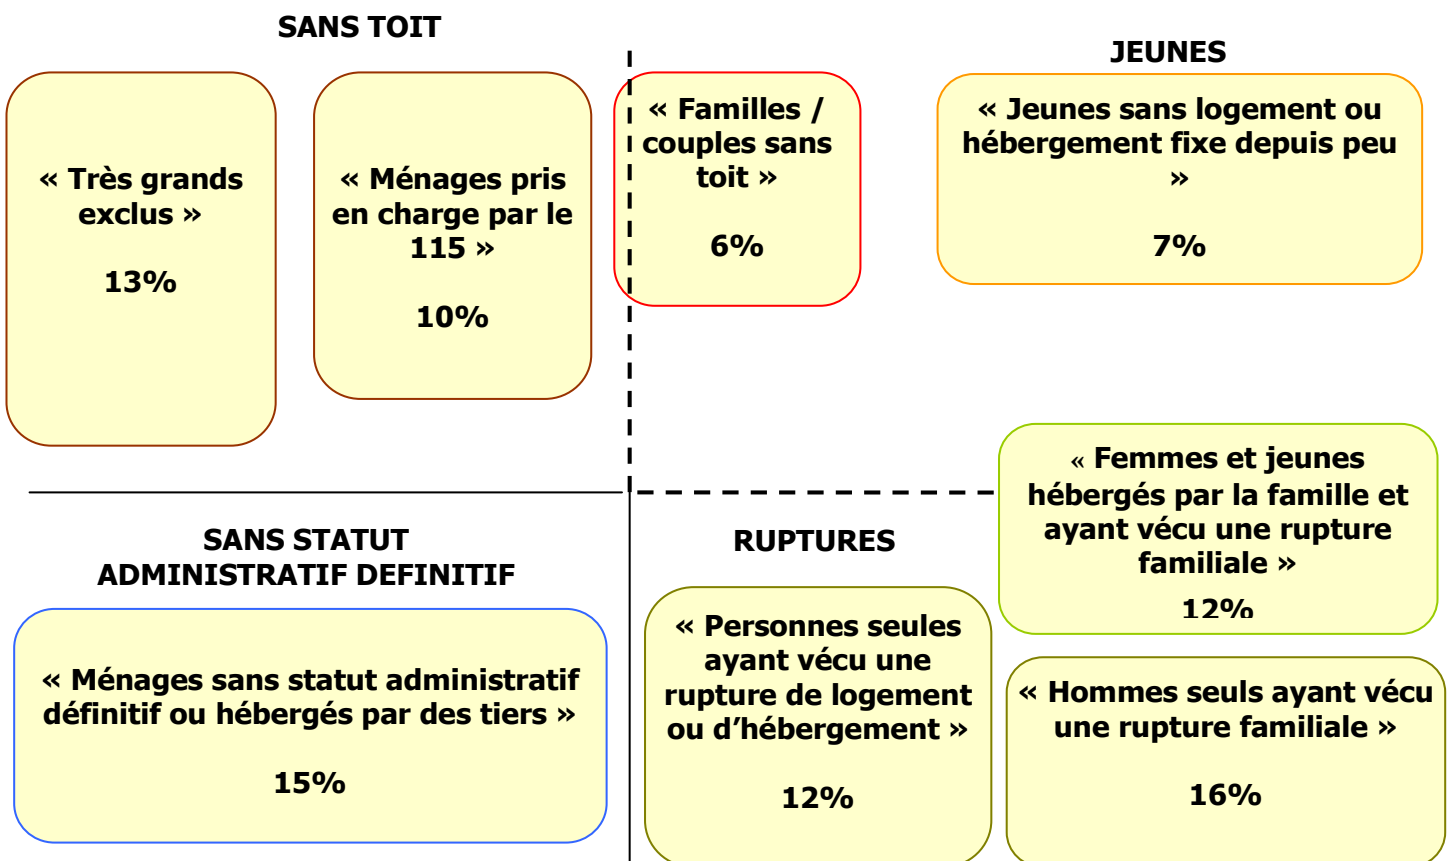 SANS TOIT
« Très grands
exclus »
13%
« Ménages pris
en charge par le
115 »
10%
« Familles /
couples sans
toit »
6%
JEUNES
« Jeunes sans logement ou
hébergement fixe depuis peu
»
7%
SANS STATUT
ADMINISTRATIF DEFINITIF
« Ménages sans statut administratif
définitif ou hébergés par des tiers »
15%
RUPTURES
« Personnes seules
ayant vécu une
rupture de logement
ou d’hébergement »
12%
« Femmes et jeunes
hébergés par la famille et
ayant vécu une rupture
familiale »
12%
« Hommes seuls ayant vécu
une rupture familiale »
16%